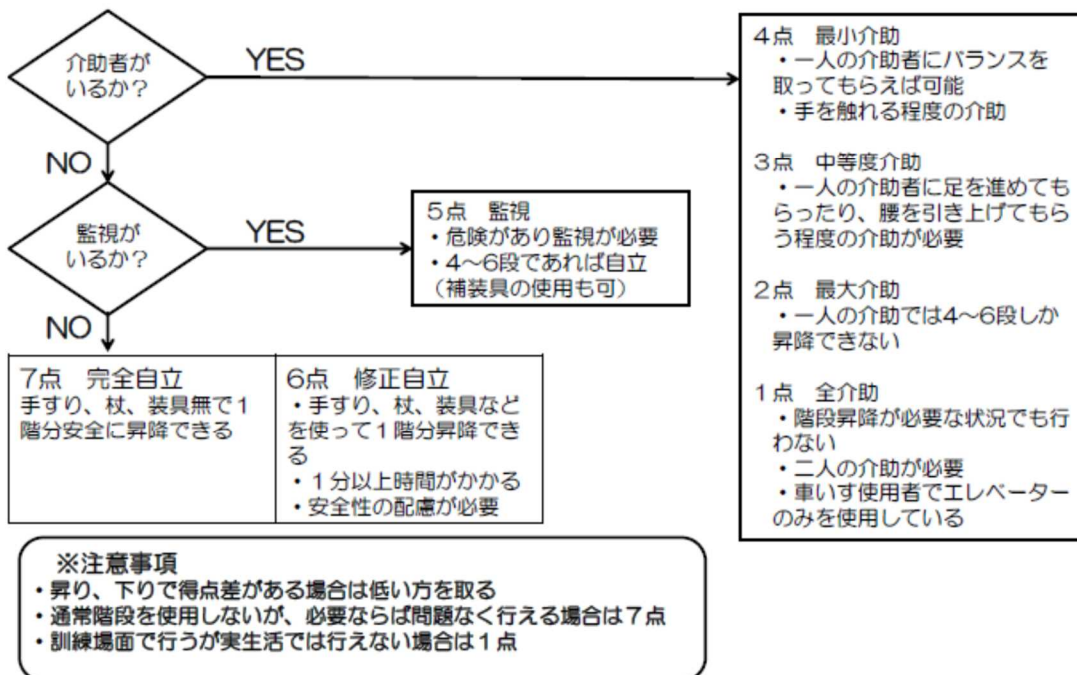 介助者が
いるか？
YES
NO
監視が
いるか？
YES
NO
5点　監視
・危険があり監視が必要
・4～6段であれば自立
（補装具の使用も可）
7点　完全自立
手すり、杖、装具無で1
階分安全に昇降できる
6点　修正自立
・手すり、杖、装具など
を使って1階分昇降でき
る
・1分以上時間がかかる
・安全性の配慮が必要
4点　最小介助
・一人の介助者にバランスを
取ってもらえば可能
・手を触れる程度の介助
3点　中等度介助
・一人の介助者に足を進めても
らったり、腰を引き上げてもら
う程度の介助が必要
2点　最大介助
・一人の介助では4～6段しか
昇降できない
1点　全介助
・階段昇降が必要な状況でも行
わない
・二人の介助が必要
・車いす使用者でエレベーター
のみを使用している
※注意事項
・昇り、下りで得点差がある場合は低い方を取る
・通常階段を使用しないが、必要ならば問題なく行える場合は7点
・訓練場面で行うが実生活では行えない場合は1点